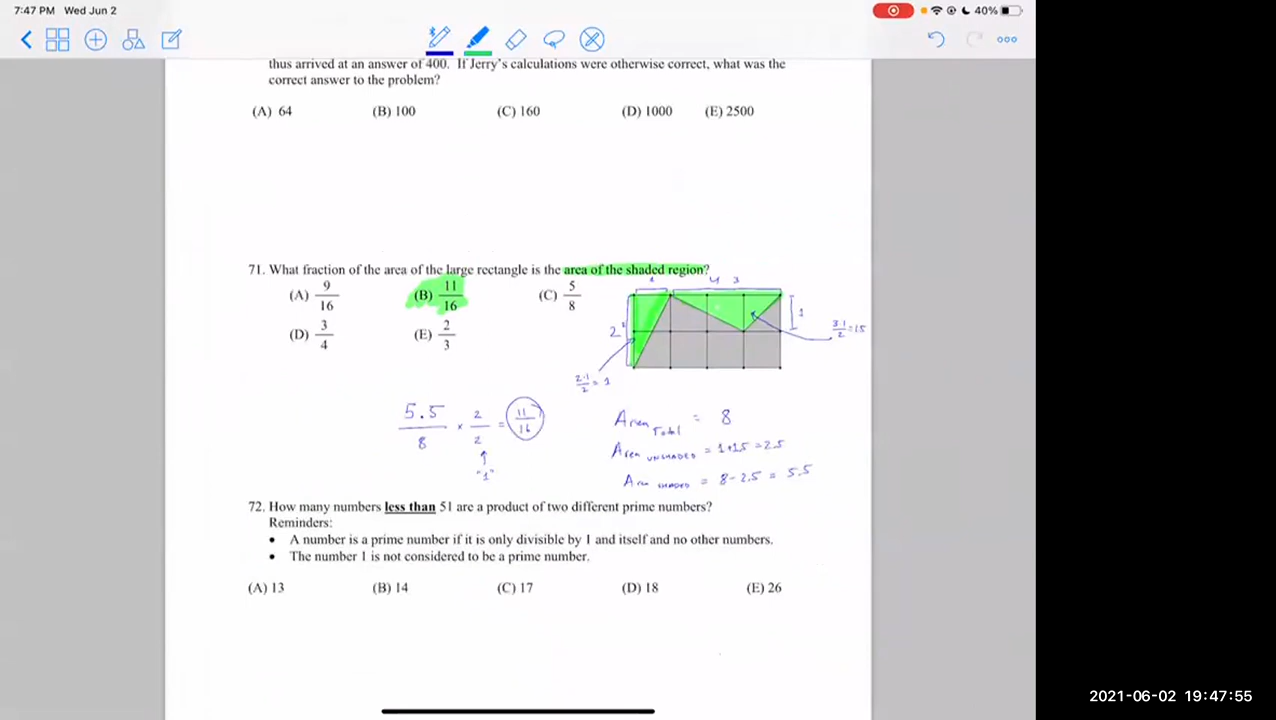 7:47 PM Wed Jun 2
40%
thus arrived at an answer of 400. If Jerry's calculations were otherwise correct, what was the
correct answer to the problem?
(A) 64 (B) 100 (C) 160 (D) 1000 (E) 2500
71. What fraction of the area of the large rectangle is the area of the shaded region?
(A) 9/16 (B) 11/16 (C) 5/8
(D) 3/4 (E) 2/3
3
1
2
3·1/2 = 1.5
2·1/2 = 1
5.5/8 × 2/2 = 11/16
"1"
Area Total = 8
Area UNSHADED = 1+1.5 = 2.5
Area SHADED = 8-2.5 = 5.5
72. How many numbers less than 51 are a product of two different prime numbers?
Reminders:
• A number is a prime number if it is only divisible by 1 and itself and no other numbers.
• The number 1 is not considered to be a prime number.
(A) 13 (B) 14 (C) 17 (D) 18 (E) 26
2021-06-02 19:47:55